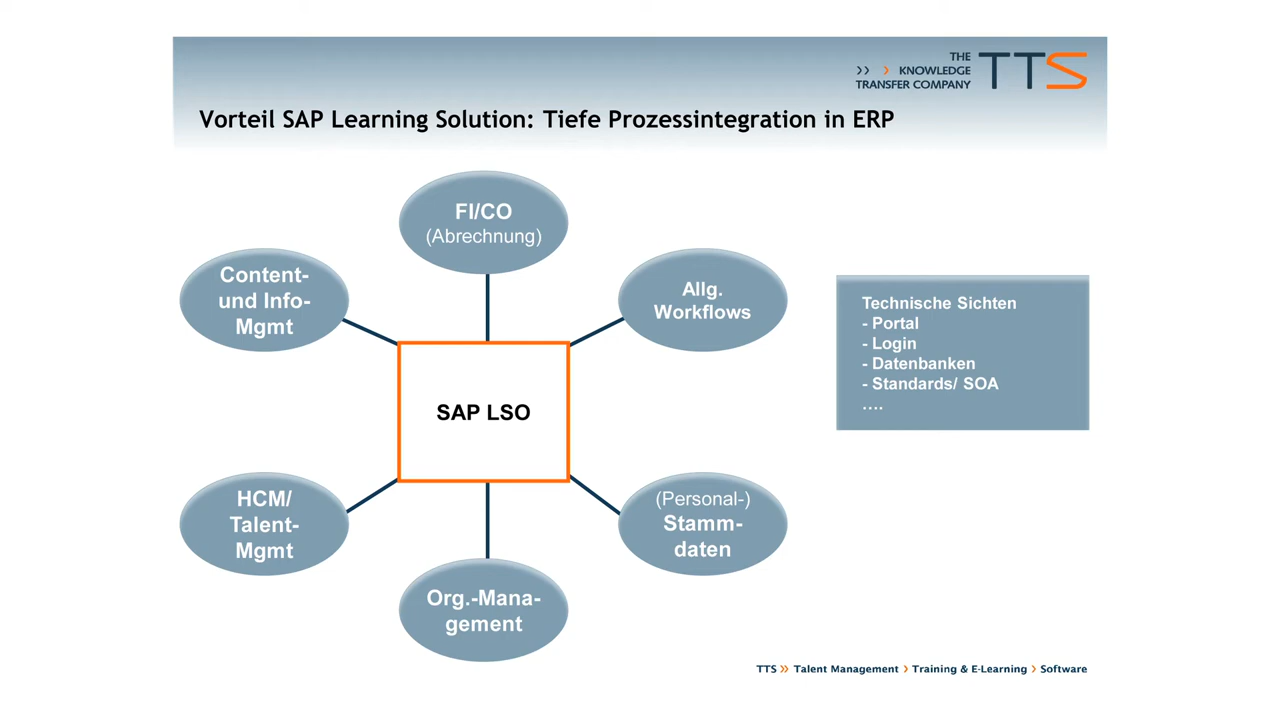 THE
›› › KNOWLEDGE
TRANSFER COMPANY
TTS
Vorteil SAP Learning Solution: Tiefe Prozessintegration in ERP
FI/CO
(Abrechnung)
Content-
und Info-
Mgmt
Allg.
Workflows
Technische Sichten
- Portal
- Login
- Datenbanken
- Standards/ SOA
....
SAP LSO
HCM/
Talent-
Mgmt
(Personal-)
Stamm-
daten
Org.-Mana-
gement
TTS ›› Talent Management › Training & E-Learning › Software